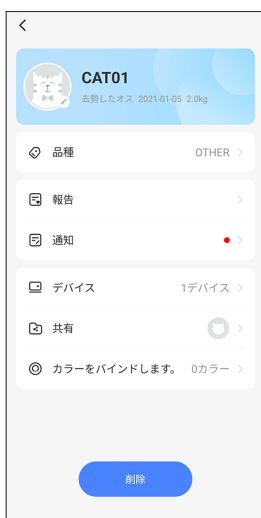 CAT01
去勢したオス 2021-01-05 2.0kg
品種 OTHER
報告
通知
デバイス 1デバイス
共有
カラーをバインドします。 0カラー
削除